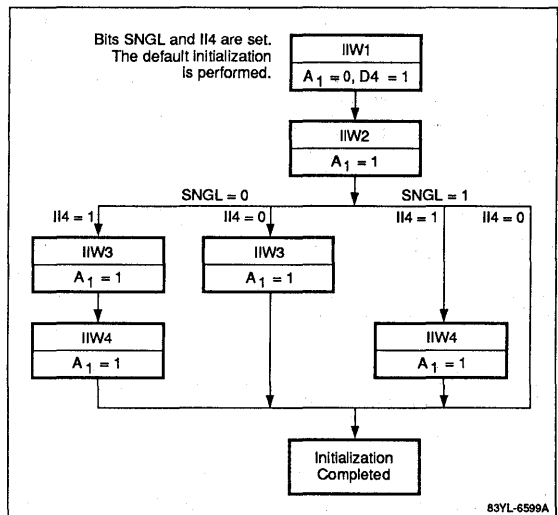 Bits SNGL and II4 are set.
The default initialization
is performed.
IIW1
A1 = 0, D4 = 1
IIW2
A1 = 1
SNGL = 0
SNGL = 1
II4 = 1
II4 = 0
II4 = 1
II4 = 0
IIW3
A1 = 1
IIW3
A1 = 1
IIW4
A1 = 1
IIW4
A1 = 1
Initialization
Completed
83YL-6599A